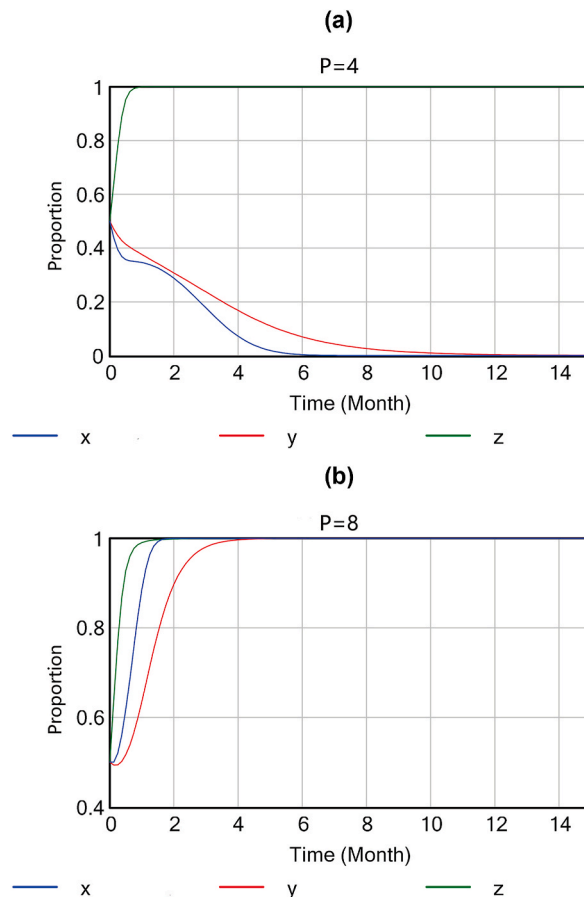 (a)
P=4
1
0.8
0.6
0.4
0.2
0
Proportion
0 2 4 6 8 10 12 14
Time (Month)
x y z
(b)
P=8
1
0.8
0.6
0.4
Proportion
0 2 4 6 8 10 12 14
Time (Month)
x y z